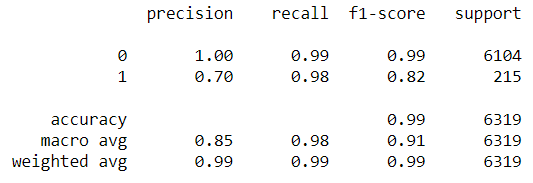 precision recall f1-score support
0 1.00 0.99 0.99 6104
1 0.70 0.98 0.82 215
accuracy 0.99 6319
macro avg 0.85 0.98 0.91 6319
weighted avg 0.99 0.99 0.99 6319